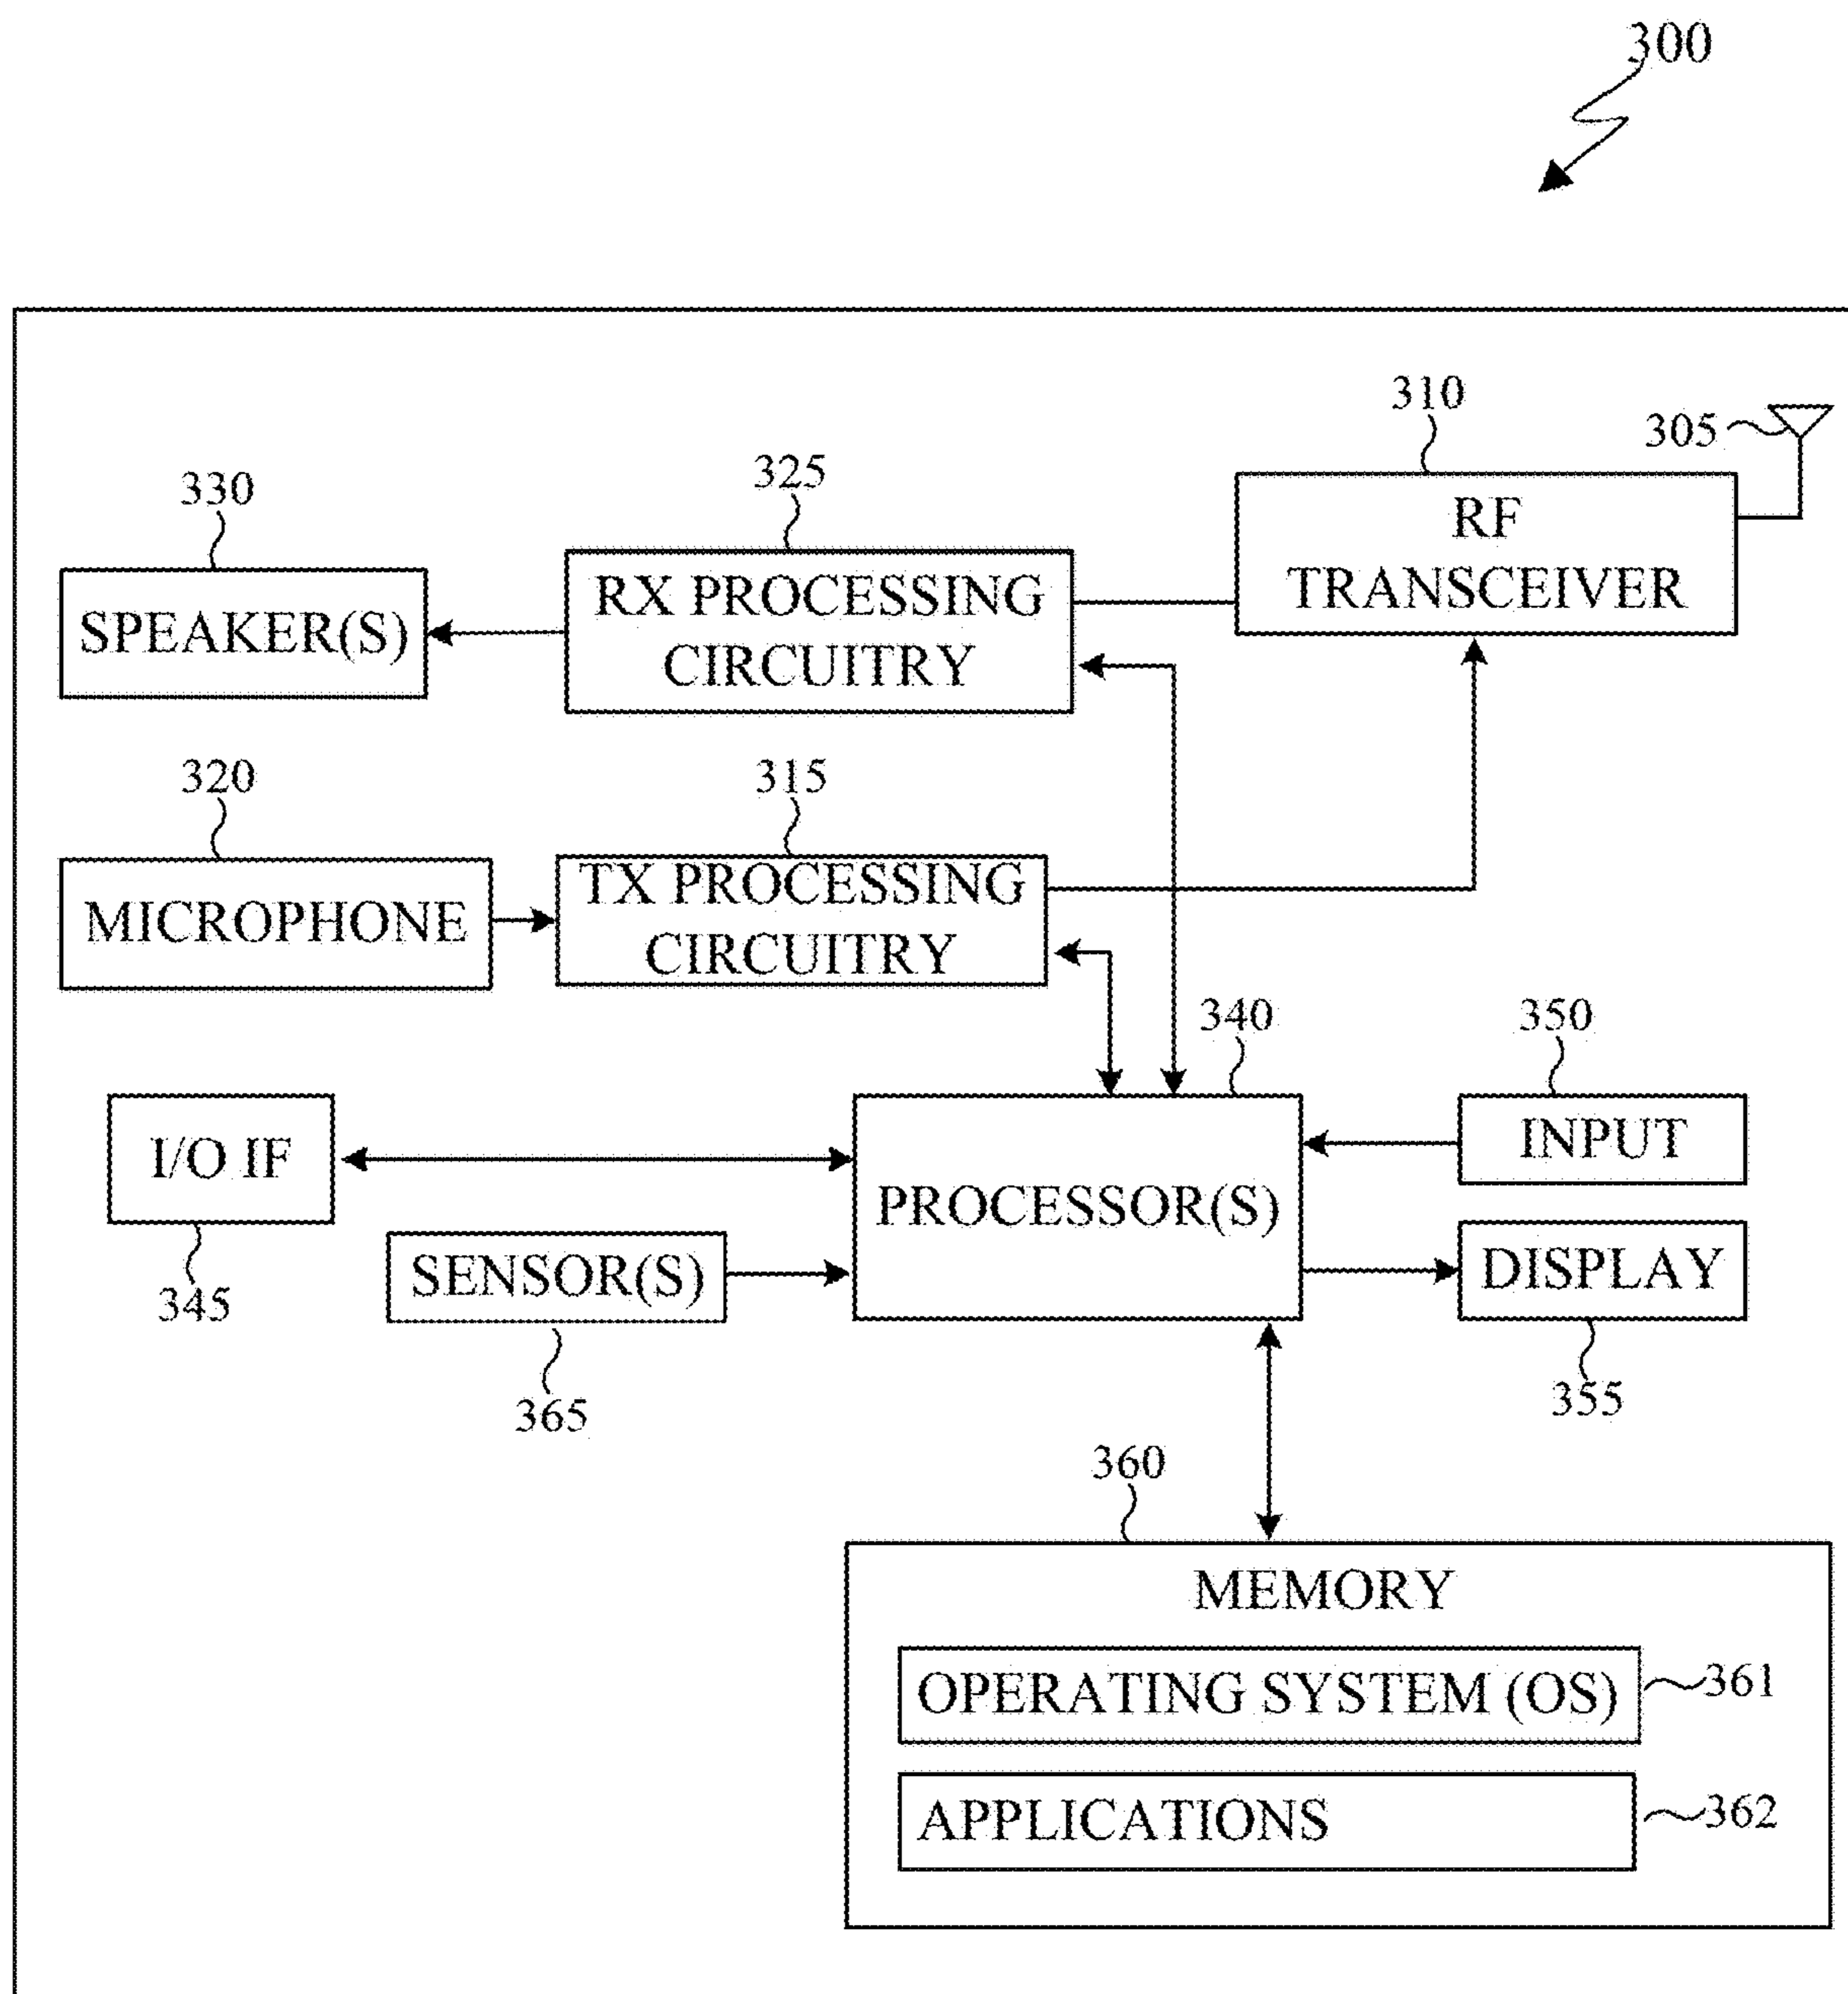 300
310
305
325
330
RF
TRANSCEIVER
RX PROCESSING
CIRCUITRY
SPEAKER(S)
320
315
MICROPHONE
TX PROCESSING
CIRCUITRY
340
350
I/O IF
INPUT
PROCESSOR(S)
SENSOR(S)
DISPLAY
345
365
355
360
MEMORY
OPERATING SYSTEM (OS)
361
APPLICATIONS
362